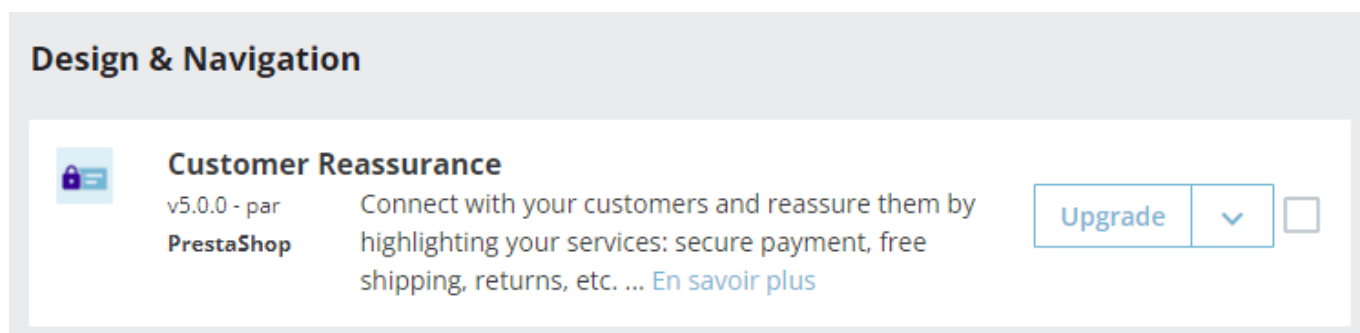 Design & Navigation
Customer Reassurance
v5.0.0 - par
PrestaShop
Connect with your customers and reassure them by
highlighting your services: secure payment, free
shipping, returns, etc. ... En savoir plus
Upgrade